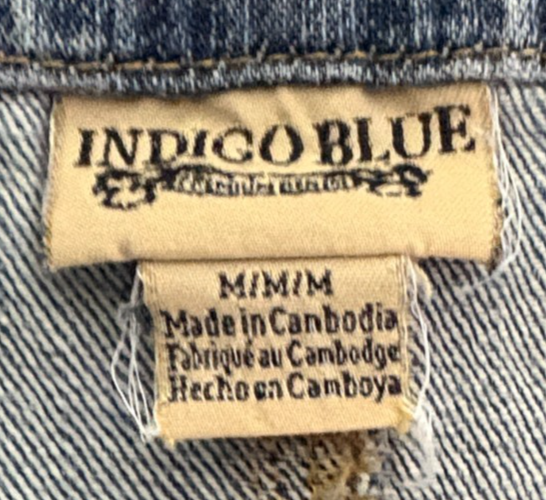 INDIGO BLUE
M/M/M
Made in Cambodia
Fabriqué au Cambodge
Hecho en Camboya